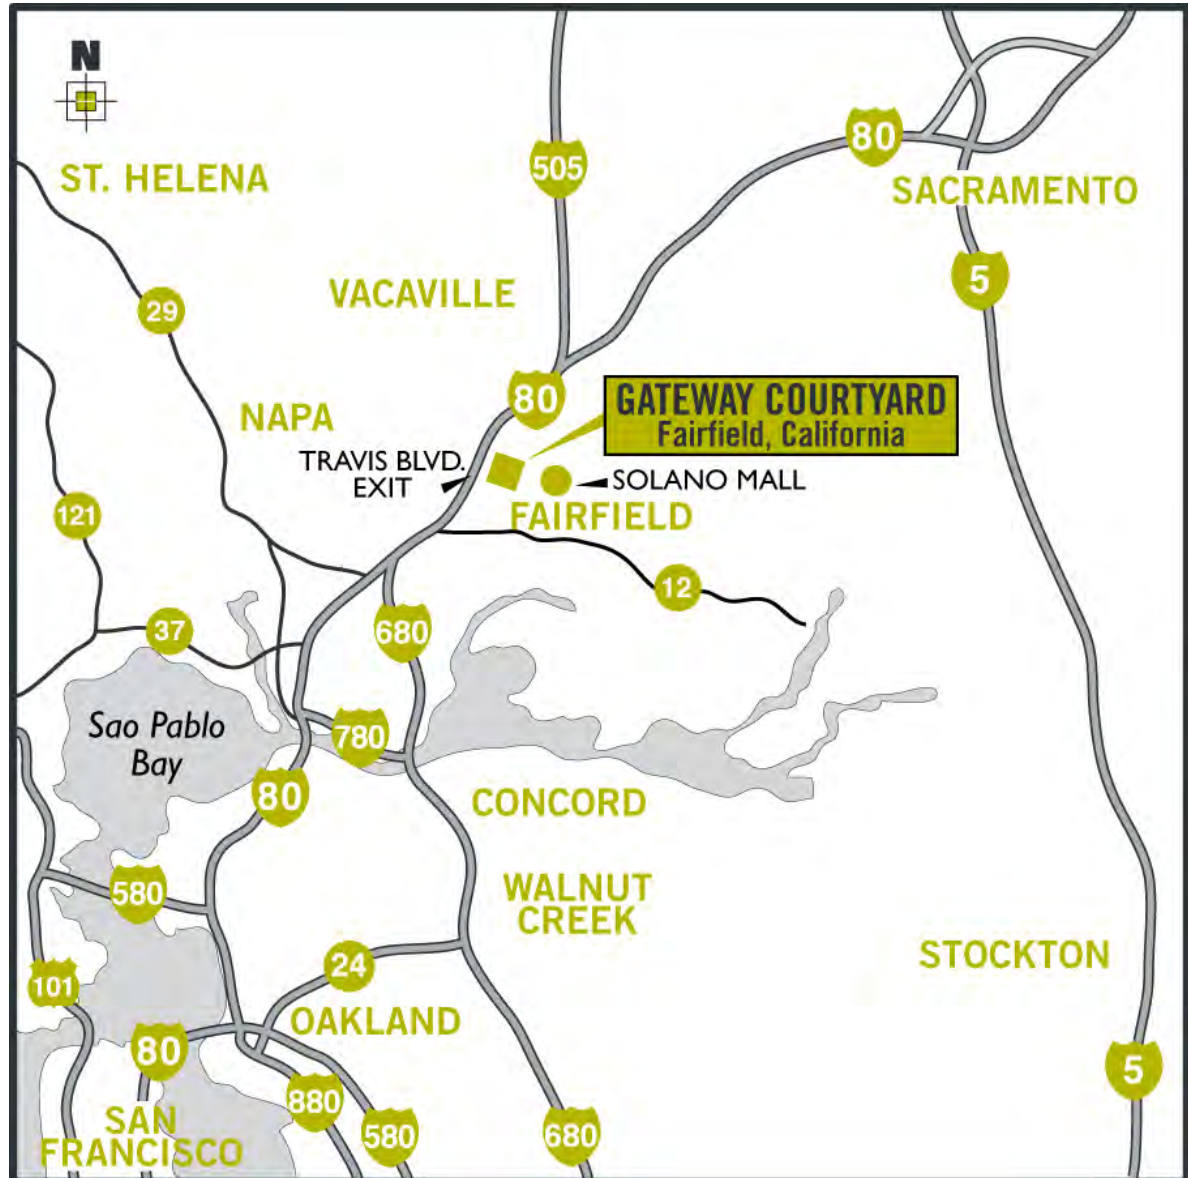 N
80
505
ST. HELENA
SACRAMENTO
5
VACAVILLE
29
80
GATEWAY COURTYARD
Fairfield, California
NAPA
TRAVIS BLVD.
EXIT
SOLANO MALL
121
FAIRFIELD
12
37
680
Sao Pablo
Bay
780
80
CONCORD
580
WALNUT
CREEK
STOCKTON
24
101
OAKLAND
80
5
880
SAN
FRANCISCO
580
680